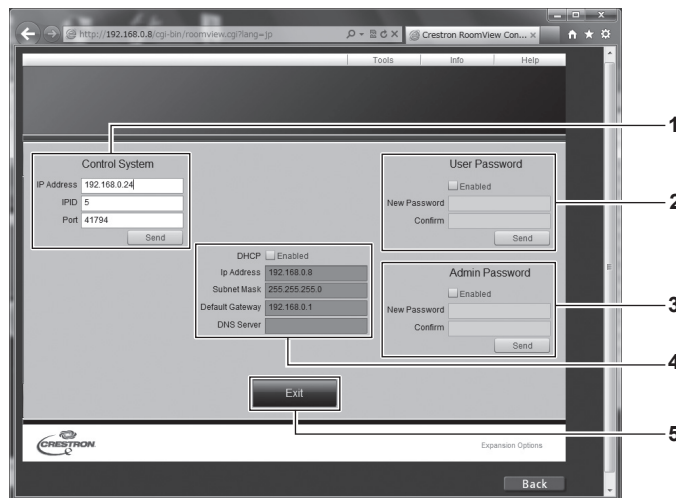 http://192.168.0.8/cgi-bin/roomview.cgi?lang=jp
Crestron RoomView Con... ×
Tools Info Help
1
Control System
IP Address 192.168.0.24
IPID 5
Port 41794
Send
User Password
Enabled
New Password
Confirm
Send
2
DHCP Enabled
Ip Address 192.168.0.8
Subnet Mask 255.255.255.0
Default Gateway 192.168.0.1
DNS Server
Admin Password
Enabled
New Password
Confirm
Send
3
4
Exit
5
CRESTRON
Expansion Options
Back